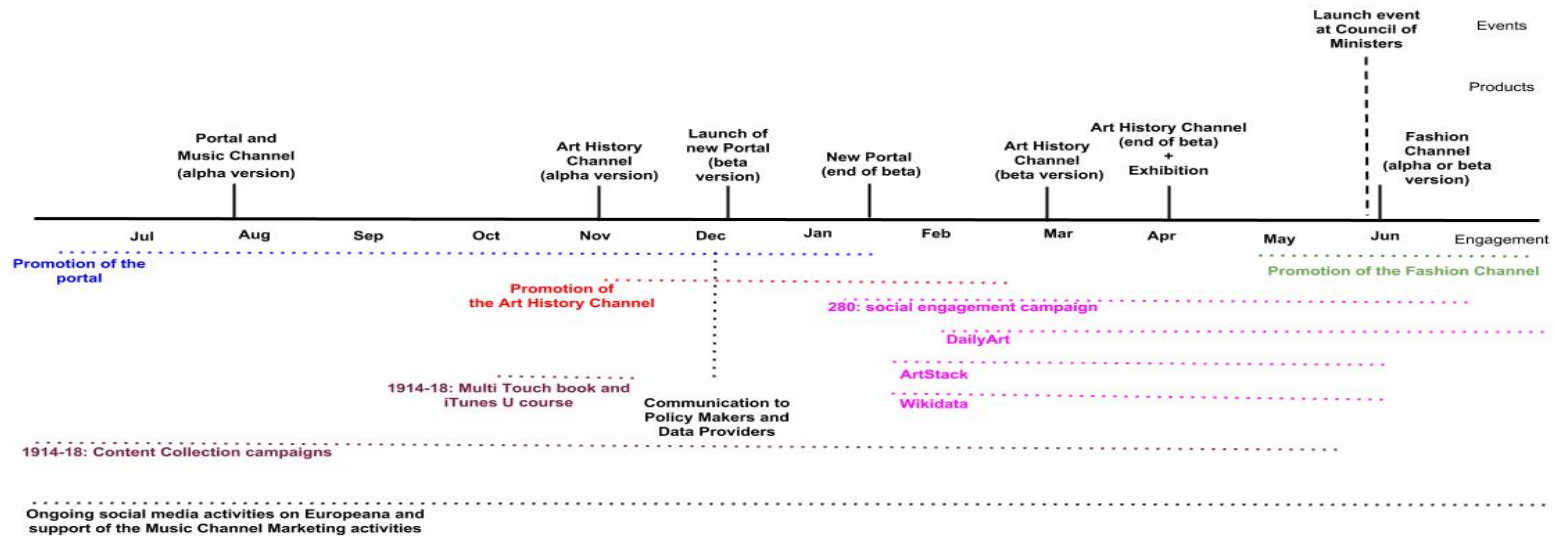 Launch event
at Council of
Ministers
Events
Products
Portal and
Music Channel
(alpha version)
Art History
Channel
(alpha version)
Launch of
new Portal
(beta
version)
New Portal
(end of beta)
Art History
Channel
(beta version)
Art History Channel
(end of beta)
+
Exhibition
Fashion
Channel
(alpha or beta
version)
Jul
Aug
Sep
Oct
Nov
Dec
Jan
Feb
Mar
Apr
May
Jun
Engagement
Promotion of the
portal
Promotion of the Fashion Channel
Promotion of
the Art History Channel
280: social engagement campaign
DailyArt
ArtStack
Wikidata
1914-18: Multi Touch book and
iTunes U course
Communication to
Policy Makers and
Data Providers
1914-18: Content Collection campaigns
Ongoing social media activities on Europeana and
support of the Music Channel Marketing activities